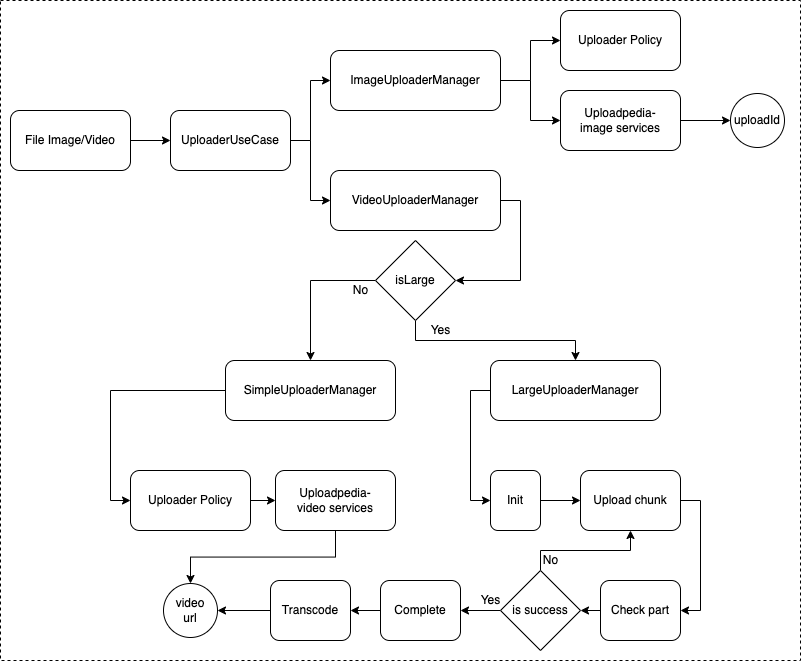 Uploader Policy
ImageUploaderManager
File Image/Video
UploaderUseCase
Uploadpedia-
image services
uploadId
VideoUploaderManager
isLarge
No
Yes
SimpleUploaderManager
LargeUploaderManager
Uploader Policy
Uploadpedia-
video services
Init
Upload chunk
No
video
url
Transcode
Complete
Yes
is success
Check part